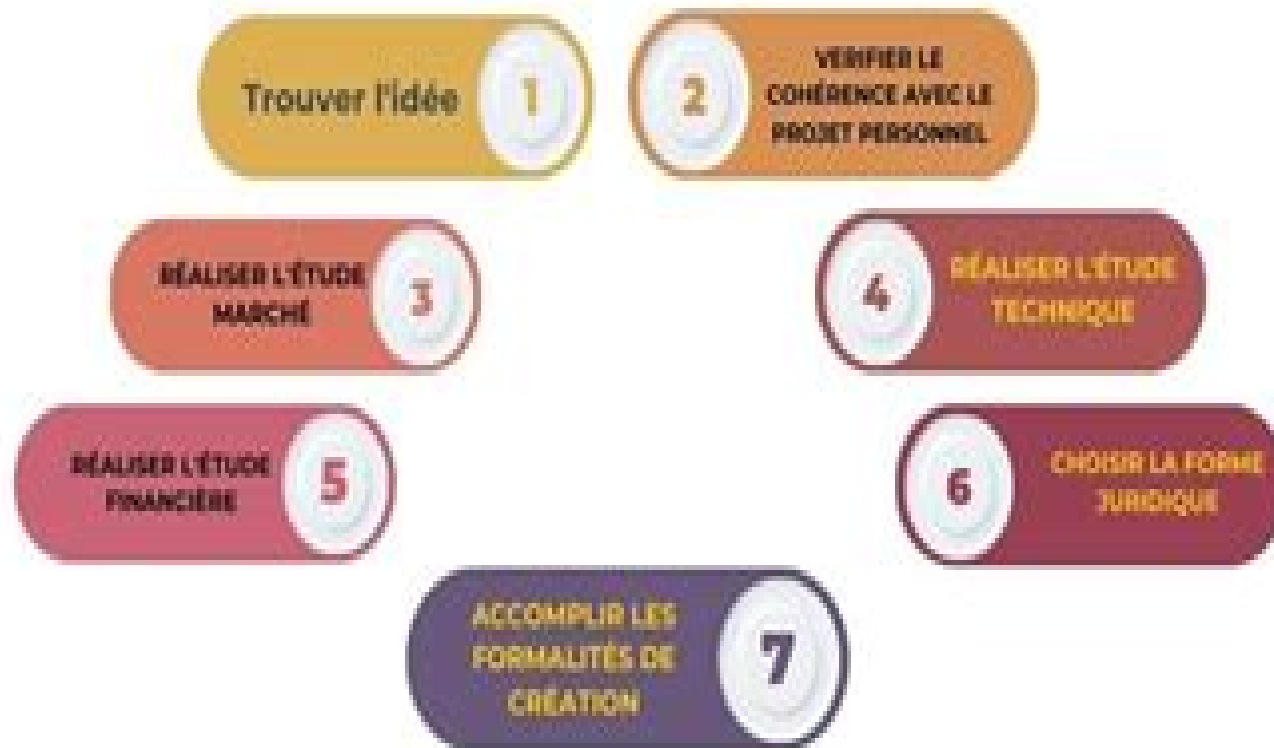 Trouver l'idée
1
2
VERIFIER LE
COHÉRENCE AVEC LE
PROJET PERSONNEL
RÉALISER L'ÉTUDE
MARCHÉ
3
4
RÉALISER L'ÉTUDE
TECHNIQUE
RÉALISER L'ÉTUDE
FINANCIÈRE
5
6
CHOISIR LA FORME
JURIDIQUE
ACCOMPLIR LES
FORMALITÉS DE
CRÉATION
7